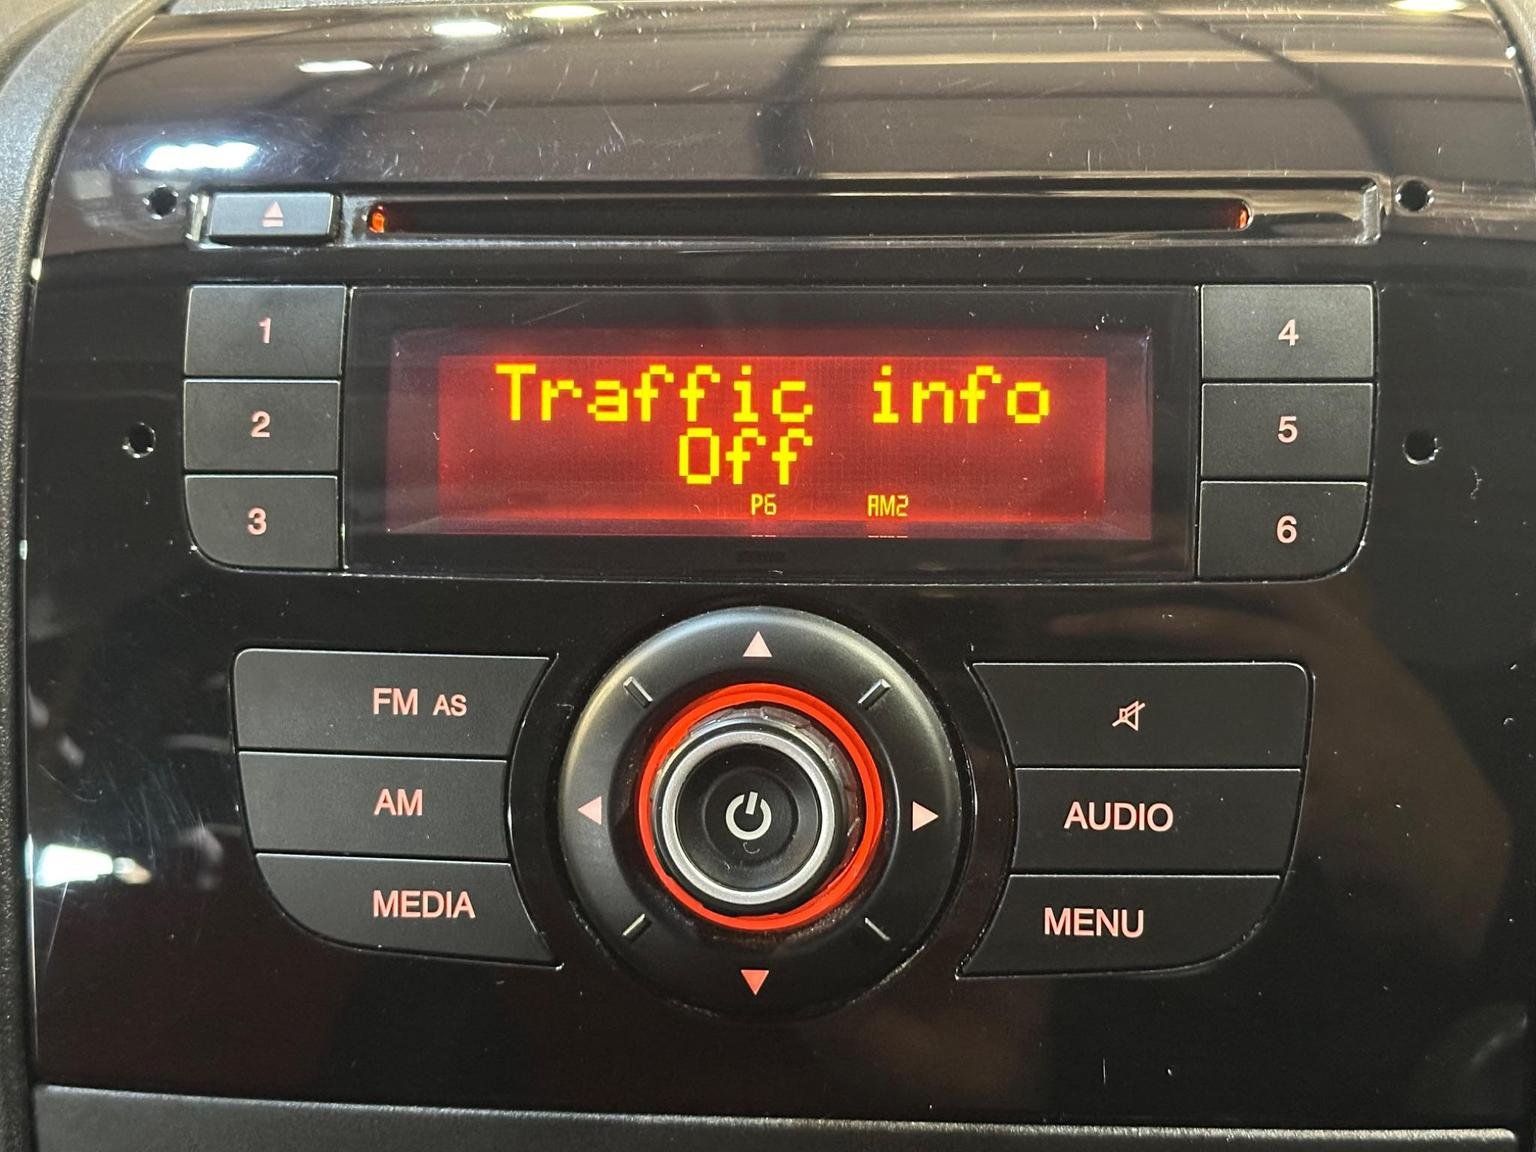 1
2
3
Traffic info
Off
P6 AM2
4
5
6
FM AS
AM
MEDIA
AUDIO
MENU